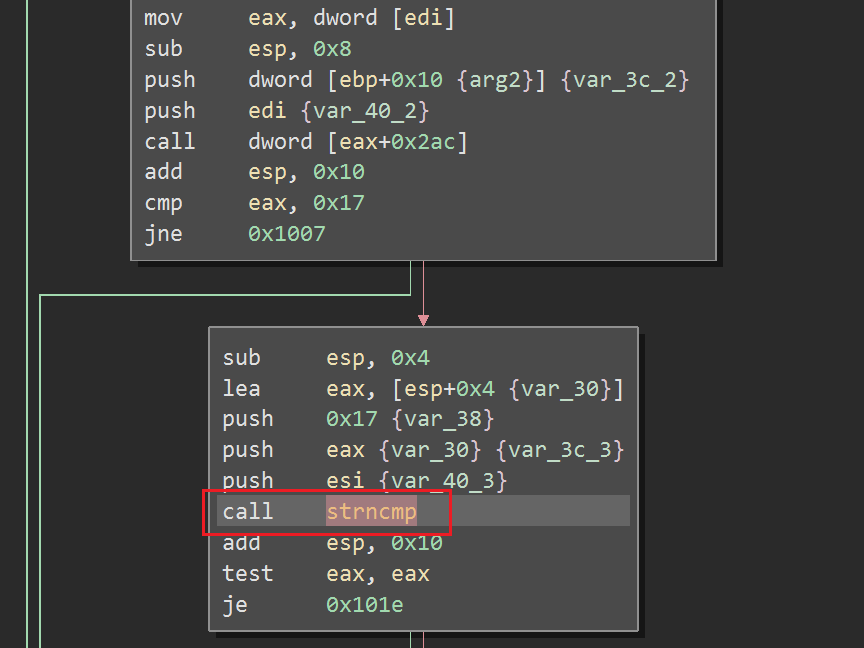 mov eax, dword [edi]
sub esp, 0x8
push dword [ebp+0x10 {arg2}] {var_3c_2}
push edi {var_40_2}
call dword [eax+0x2ac]
add esp, 0x10
cmp eax, 0x17
jne 0x1007
sub esp, 0x4
lea eax, [esp+0x4 {var_30}]
push 0x17 {var_38}
push eax {var_30} {var_3c_3}
push esi {var_40_3}
call strncmp
add esp, 0x10
test eax, eax
je 0x101e